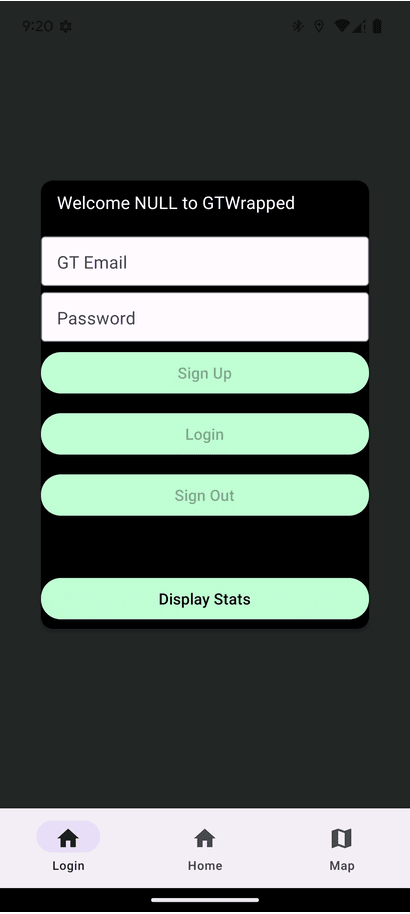 9:20
Welcome NULL to GTWrapped
GT Email
Password
Sign Up
Login
Sign Out
Display Stats
Login Home Map